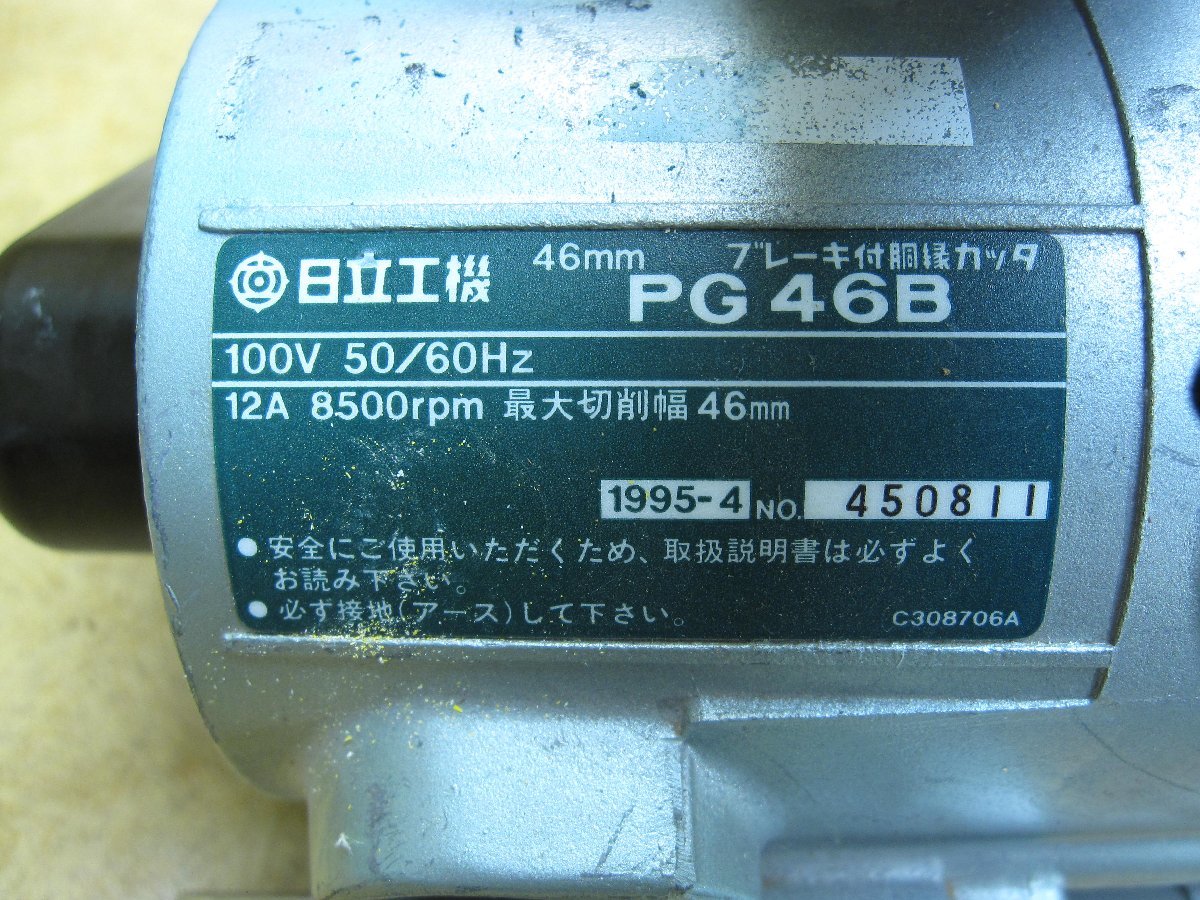 日立工機 46mm ブレーキ付胴縁カッタ
PG 46B
100V 50/60Hz
12A 8500rpm 最大切削幅 46mm
1995-4 NO. 450811
● 安全にご使用いただくため、取扱説明書は必ずよく
お読み下さい。
● 必ず接地(アース)して下さい。
C308706A